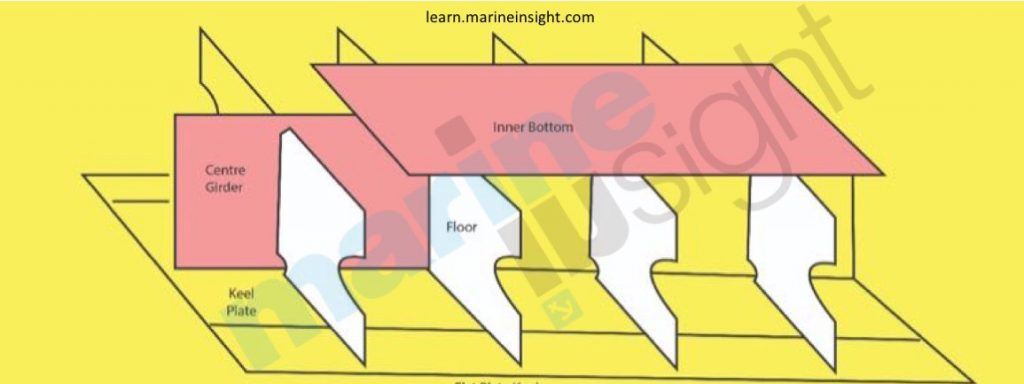 learn.marineinsight.com
Inner Bottom
Centre
Girder
Floor
Keel
Plate
marine
insight